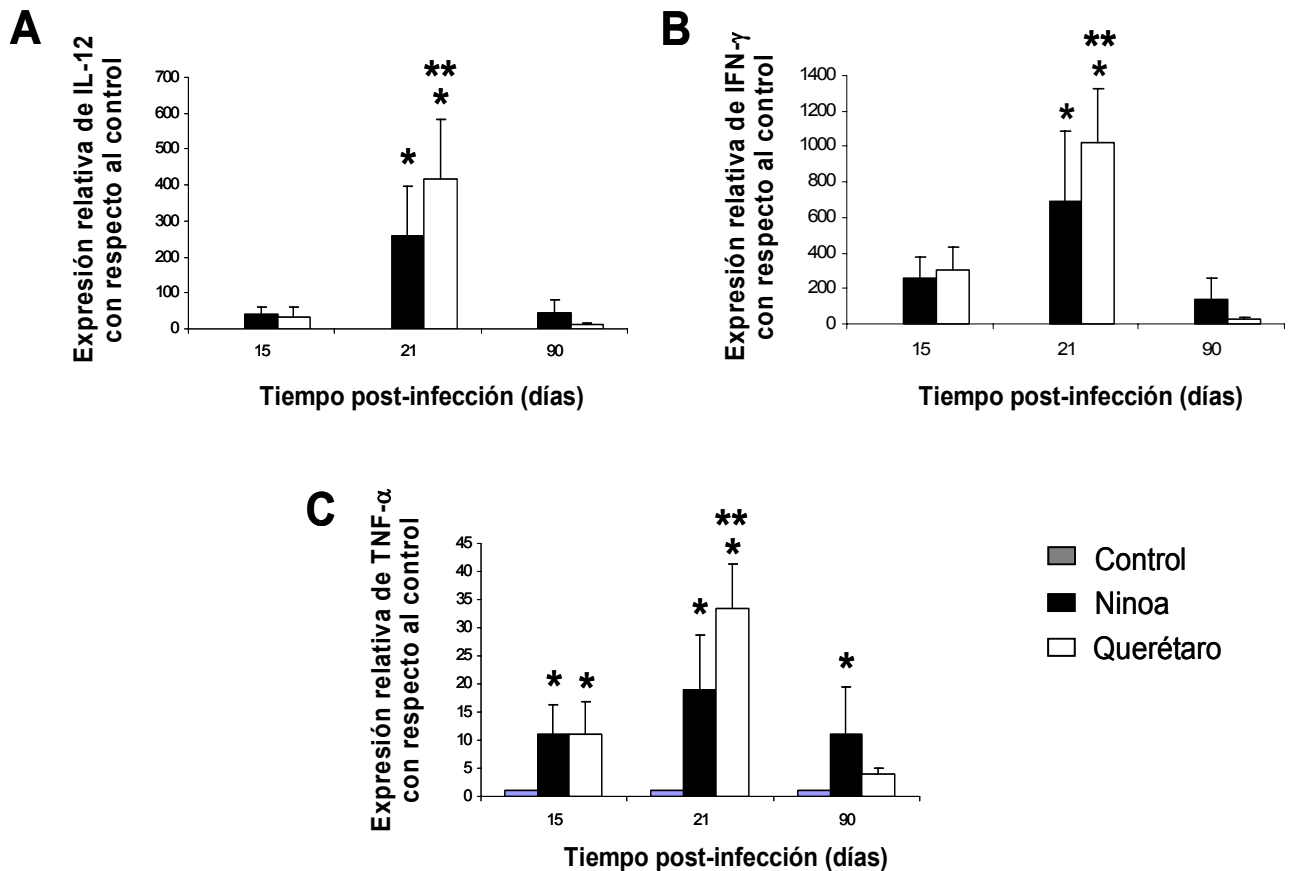 A
Expresión relativa de IL-12
con respecto al control
700
600
500
400
300
200
100
0
*
**
*
15 21 90
Tiempo post-infección (días)
B
Expresión relativa de IFN-γ
con respecto al control
1400
1200
1000
800
600
400
200
0
*
**
*
15 21 90
Tiempo post-infección (días)
C
Expresión relativa de TNF-α
con respecto al control
45
40
35
30
25
20
15
10
5
0
* *
*
**
*
*
15 21 90
Tiempo post-infección (días)
Control
Ninoa
Querétaro